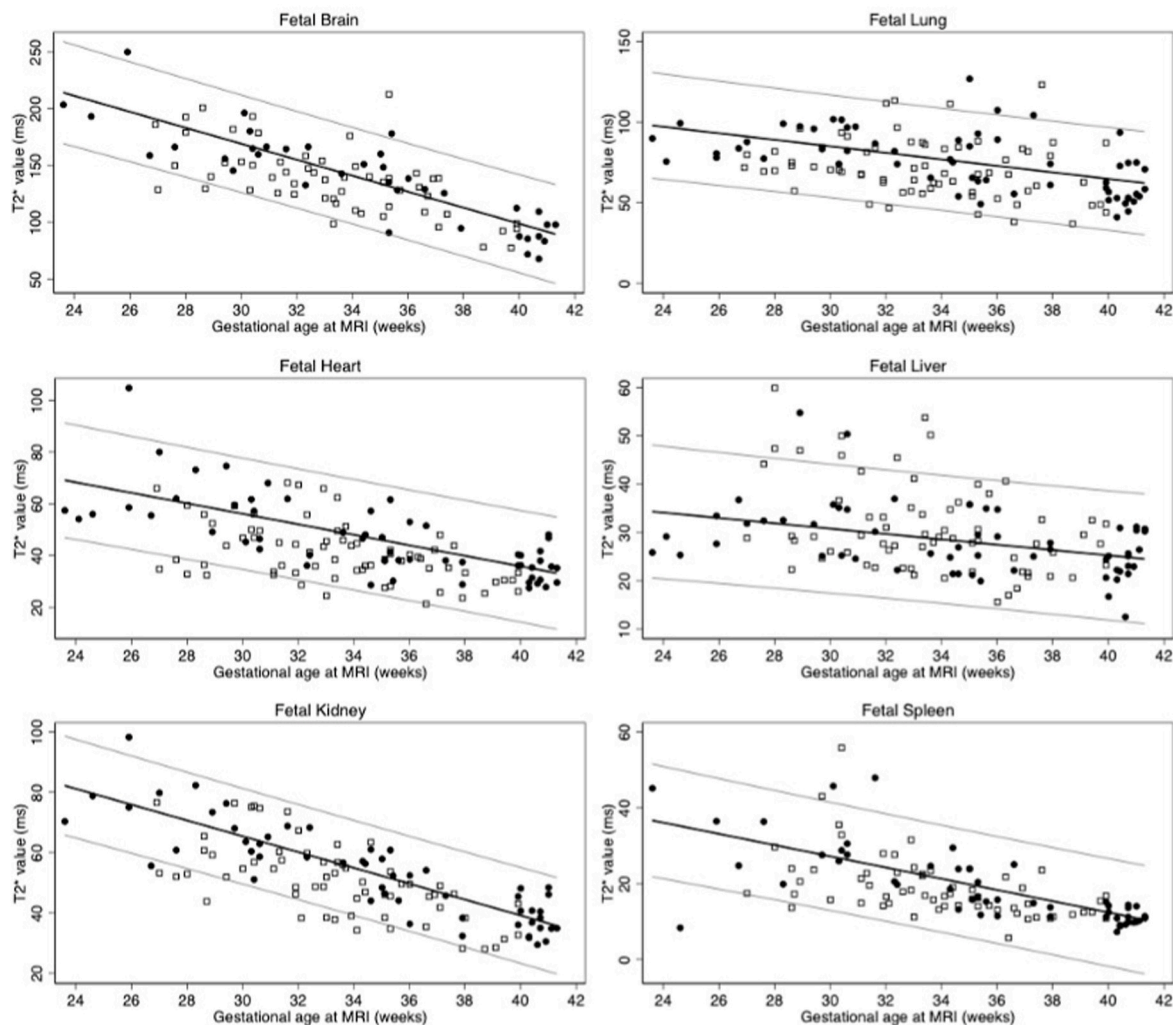 Fetal Brain
T2* value (ms)
250
200
150
100
50
24 26 28 30 32 34 36 38 40 42
Gestational age at MRI (weeks)
Fetal Lung
T2* value (ms)
150
100
50
0
24 26 28 30 32 34 36 38 40 42
Gestational age at MRI (weeks)
Fetal Heart
T2* value (ms)
100
80
60
40
20
24 26 28 30 32 34 36 38 40 42
Gestational age at MRI (weeks)
Fetal Liver
T2* value (ms)
60
50
40
30
20
10
24 26 28 30 32 34 36 38 40 42
Gestational age at MRI (weeks)
Fetal Kidney
T2* value (ms)
100
80
60
40
20
24 26 28 30 32 34 36 38 40 42
Gestational age at MRI (weeks)
Fetal Spleen
T2* value (ms)
60
40
20
0
24 26 28 30 32 34 36 38 40 42
Gestational age at MRI (weeks)